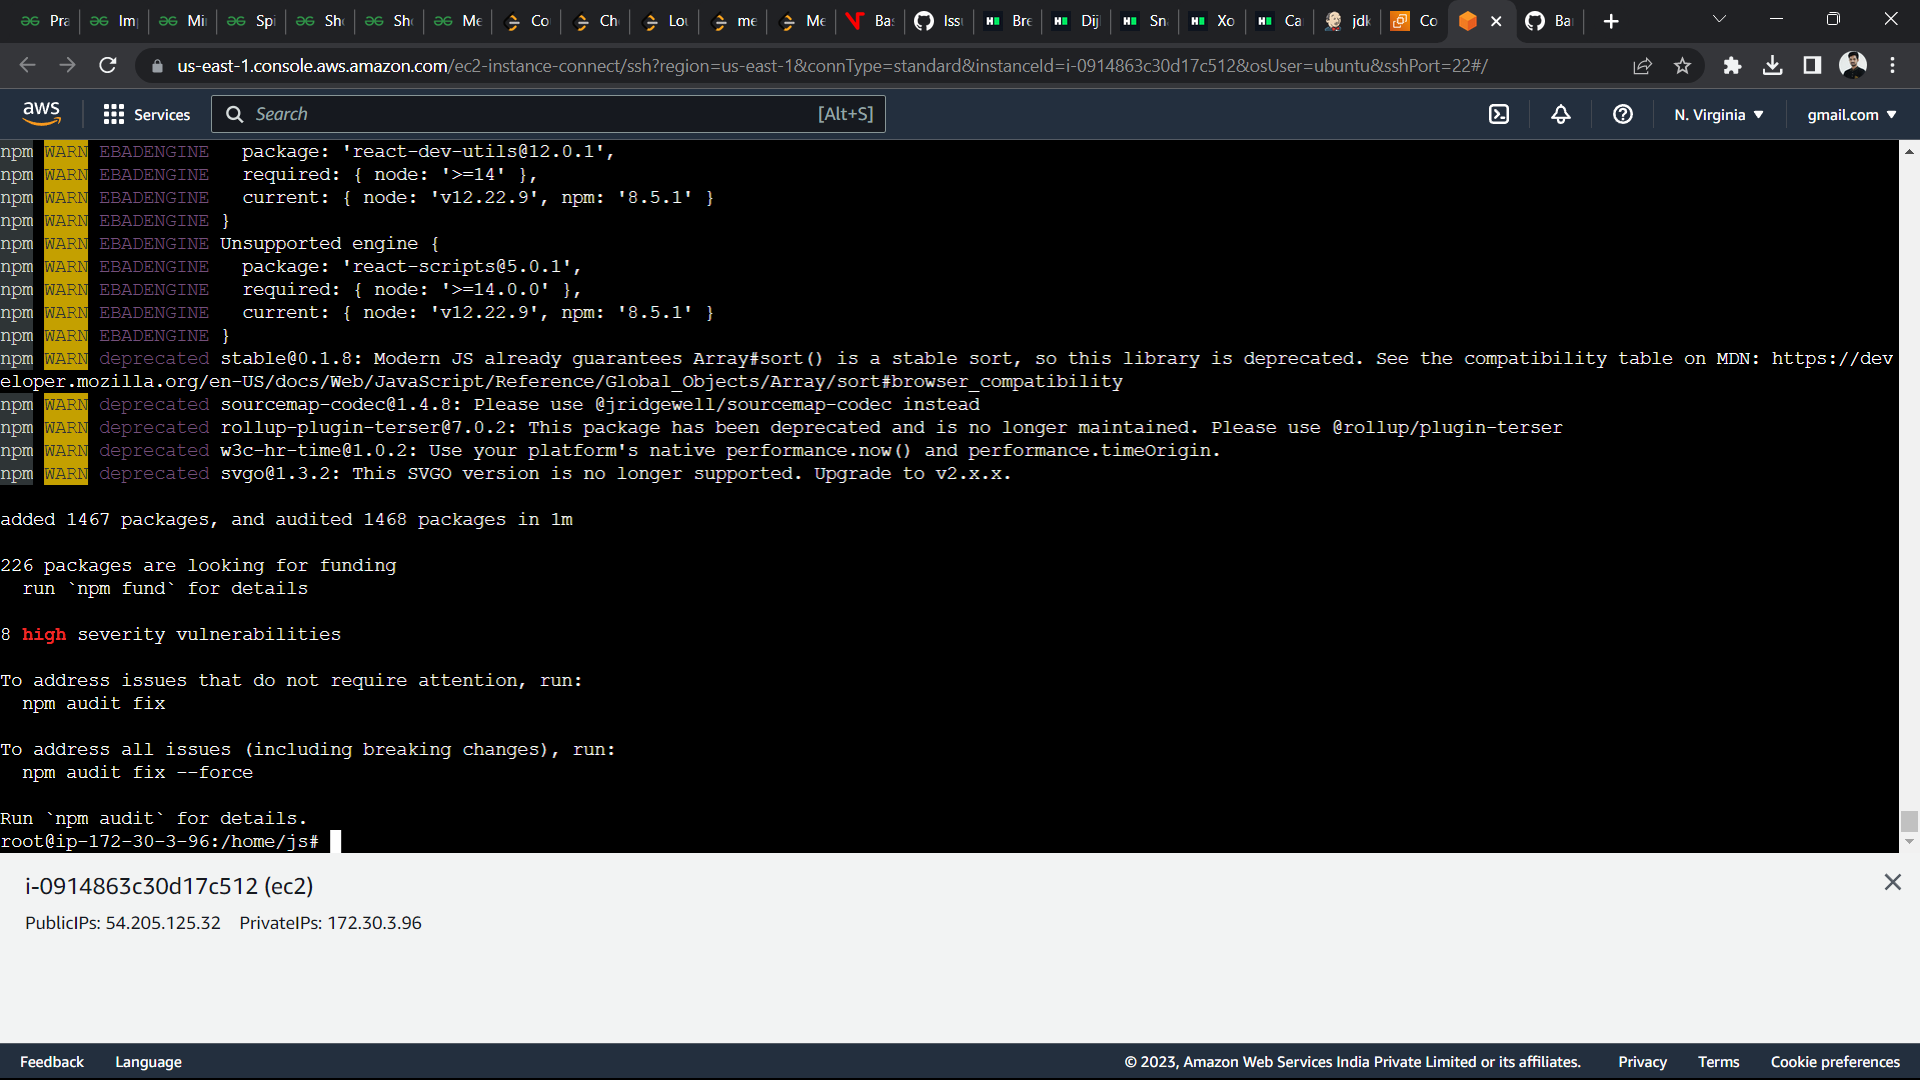 Pra
Im
Mi
Spi
Sh
Sh
Me
Co
Ch
Lo
me
Me
Ba
Iss
Bre
Dij
Sn
Xo
Ca
jdk
Co
Ba
us-east-1.console.aws.amazon.com/ec2-instance-connect/ssh?region=us-east-1&connType=standard&instanceId=i-0914863c30d17c512&osUser=ubuntu&sshPort=22#/
aws
Services
Search
[Alt+S]
N. Virginia
gmail.com
npm WARN EBADENGINE   package: 'react-dev-utils@12.0.1',
npm WARN EBADENGINE   required: { node: '>=14' },
npm WARN EBADENGINE   current: { node: 'v12.22.9', npm: '8.5.1' }
npm WARN EBADENGINE }
npm WARN EBADENGINE Unsupported engine {
npm WARN EBADENGINE   package: 'react-scripts@5.0.1',
npm WARN EBADENGINE   required: { node: '>=14.0.0' },
npm WARN EBADENGINE   current: { node: 'v12.22.9', npm: '8.5.1' }
npm WARN EBADENGINE }
npm WARN deprecated stable@0.1.8: Modern JS already guarantees Array#sort() is a stable sort, so this library is deprecated. See the compatibility table on MDN: https://dev
eloper.mozilla.org/en-US/docs/Web/JavaScript/Reference/Global_Objects/Array/sort#browser_compatibility
npm WARN deprecated sourcemap-codec@1.4.8: Please use @jridgewell/sourcemap-codec instead
npm WARN deprecated rollup-plugin-terser@7.0.2: This package has been deprecated and is no longer maintained. Please use @rollup/plugin-terser
npm WARN deprecated w3c-hr-time@1.0.2: Use your platform's native performance.now() and performance.timeOrigin.
npm WARN deprecated svgo@1.3.2: This SVGO version is no longer supported. Upgrade to v2.x.x.
added 1467 packages, and audited 1468 packages in 1m
226 packages are looking for funding
  run `npm fund` for details
8 high severity vulnerabilities
To address issues that do not require attention, run:
  npm audit fix
To address all issues (including breaking changes), run:
  npm audit fix --force
Run `npm audit` for details.
root@ip-172-30-3-96:/home/js#
i-0914863c30d17c512 (ec2)
PublicIPs: 54.205.125.32    PrivateIPs: 172.30.3.96
Feedback
Language
© 2023, Amazon Web Services India Private Limited or its affiliates.
Privacy
Terms
Cookie preferences